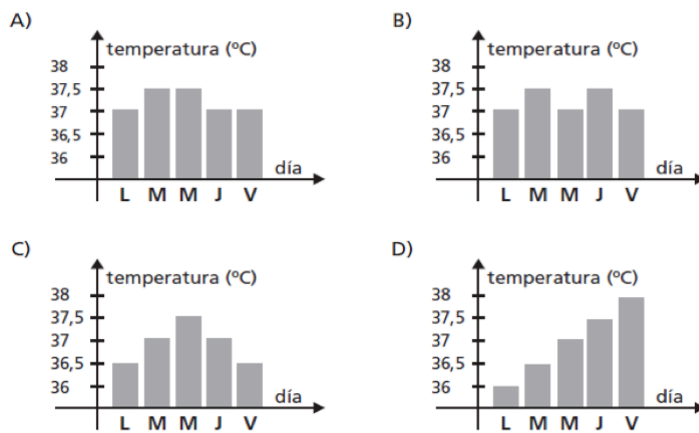 A)
temperatura (ºC)
38
37,5
37
36,5
36
día
L M M J V
B)
temperatura (ºC)
38
37,5
37
36,5
36
día
L M M J V
C)
temperatura (ºC)
38
37,5
37
36,5
36
día
L M M J V
D)
temperatura (ºC)
38
37,5
37
36,5
36
día
L M M J V